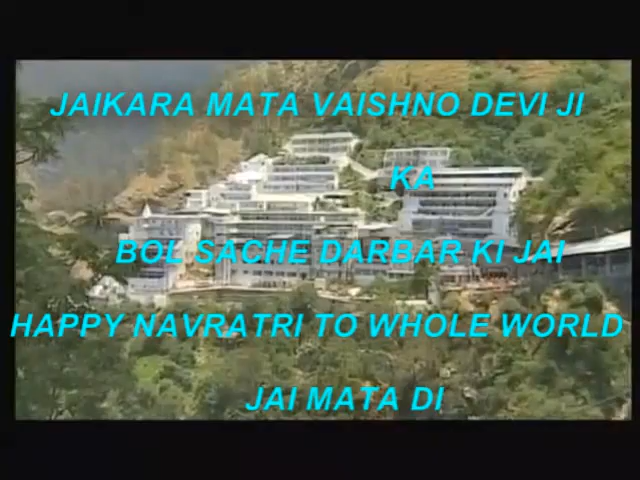 JAIKARA MATA VAISHNO DEVI JI
KA
BOL SACHE DARBAR KI JAI
HAPPY NAVRATRI TO WHOLE WORLD
JAI MATA DI